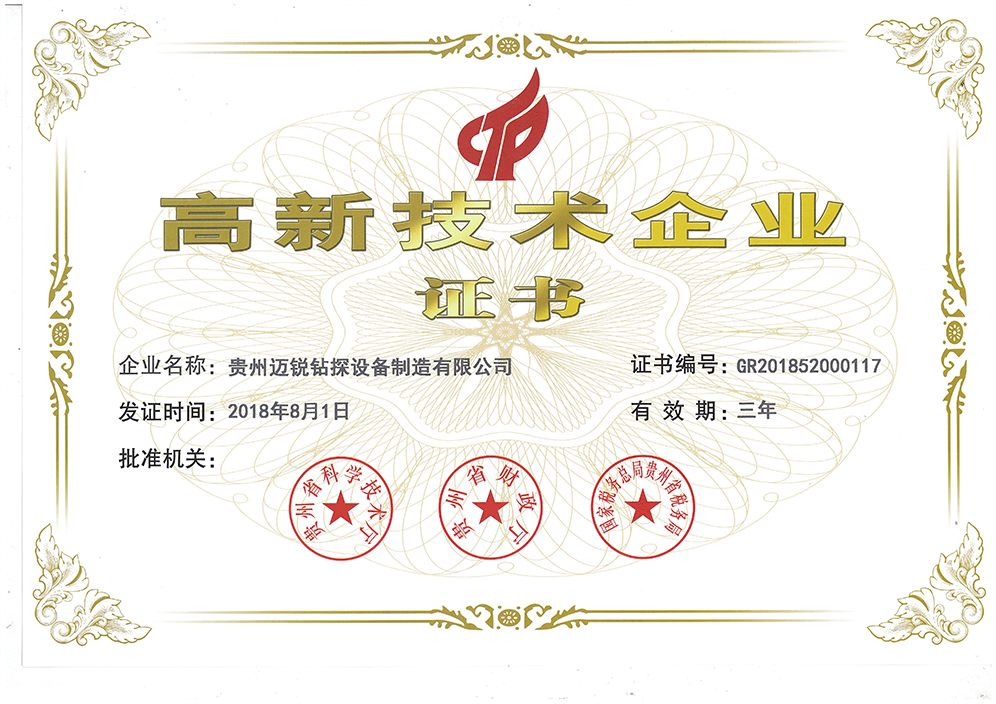 高新技术企业
证书
企业名称：贵州迈锐钻探设备制造有限公司
证书编号：GR201852000117
发证时间：2018年8月1日
有效期：三年
批准机关：
贵州省科学技术厅
贵州省财政厅
国家税务总局贵州省税务局